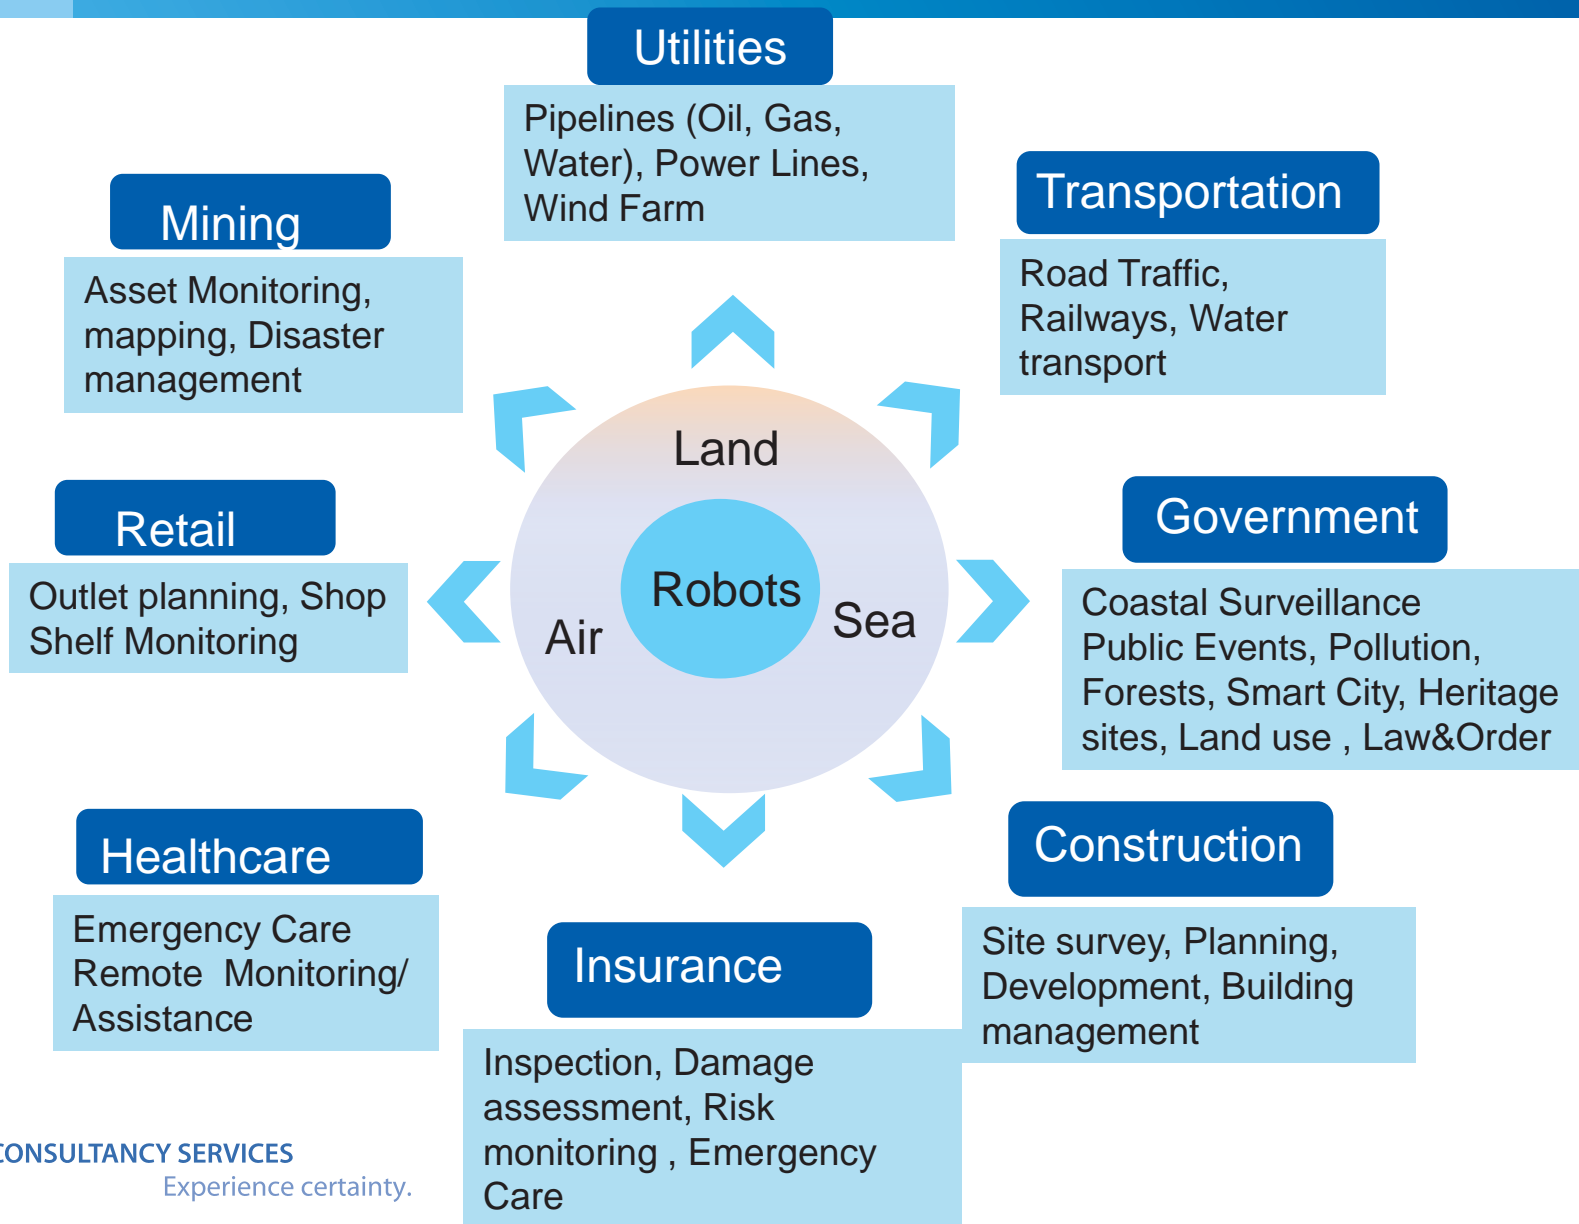 Utilities
Pipelines (Oil, Gas,
Water), Power Lines,
Wind Farm
Mining
Asset Monitoring,
mapping, Disaster
management
Transportation
Road Traffic,
Railways, Water
transport
Land
Robots
Air
Sea
Retail
Outlet planning, Shop
Shelf Monitoring
Government
Coastal Surveillance
Public Events, Pollution,
Forests, Smart City, Heritage
sites, Land use , Law&Order
Healthcare
Emergency Care
Remote  Monitoring/
Assistance
Construction
Site survey, Planning,
Development, Building
management
Insurance
Inspection, Damage
assessment, Risk
monitoring , Emergency
Care
CONSULTANCY SERVICES
Experience certainty.